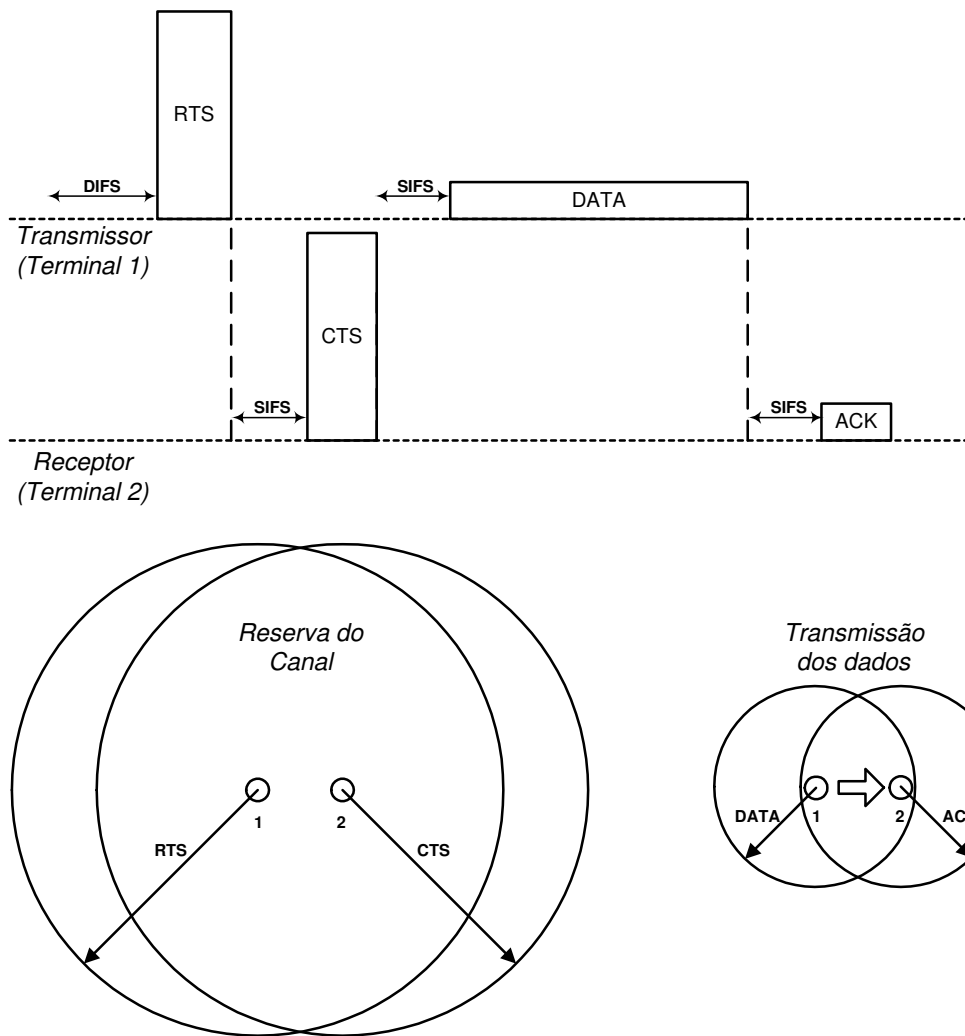 RTS
DIFS
SIFS
DATA
Transmissor
(Terminal 1)
CTS
SIFS
SIFS
ACK
Receptor
(Terminal 2)
Reserva do
Canal
Transmissão
dos dados
1
2
RTS
CTS
DATA
1
2
AC